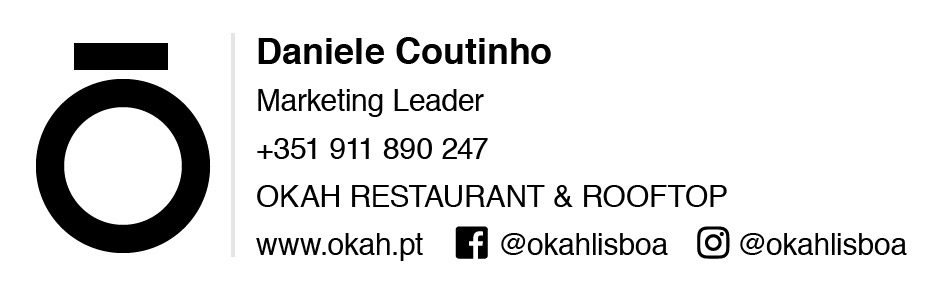 Ō
Daniele Coutinho
Marketing Leader
+351 911 890 247
OKAH RESTAURANT & ROOFTOP
www.okah.pt @okahlisboa @okahlisboa